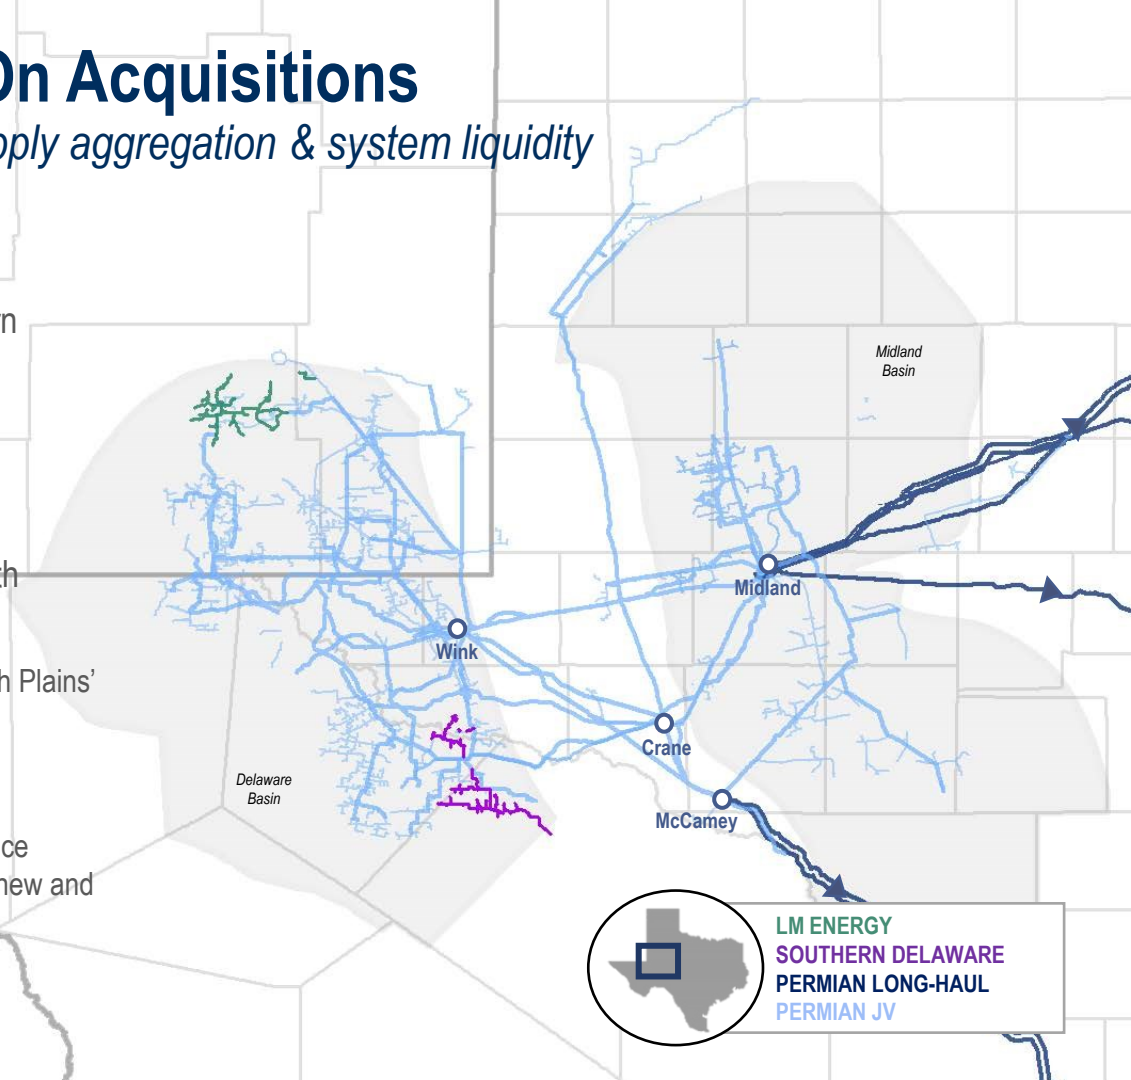 On Acquisitions
pply aggregation & system liquidity
rn
th
h Plains'
ce
new and
Midland
Basin
Midland
Wink
Crane
McCamey
Delaware
Basin
LM ENERGY
SOUTHERN DELAWARE
PERMIAN LONG-HAUL
PERMIAN JV